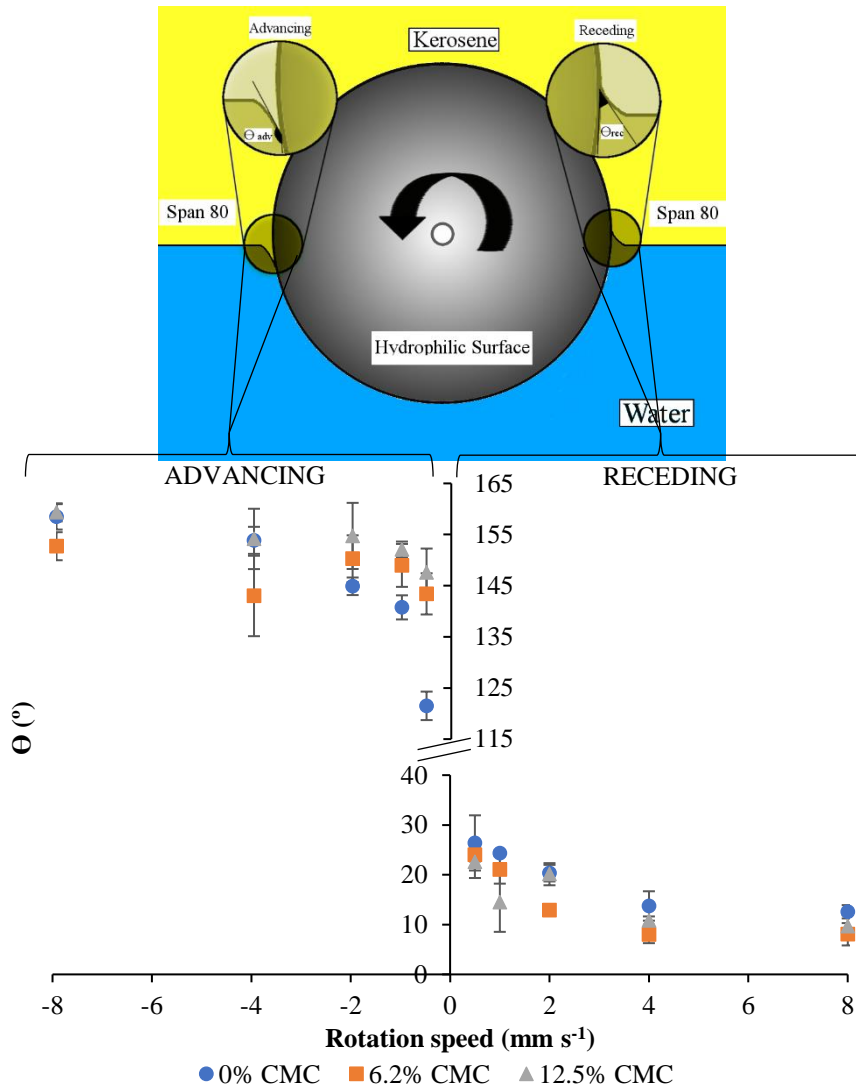 Advancing
Kerosene
Receding
Θ adv
Θrec
Span 80
Span 80
Hydrophilic Surface
Water
ADVANCING
RECEDING
165
155
145
135
125
115
Θ (º)
40
30
20
10
0
-8
-6
-4
-2
0
2
4
6
8
Rotation speed (mm s⁻¹)
0% CMC
6.2% CMC
12.5% CMC